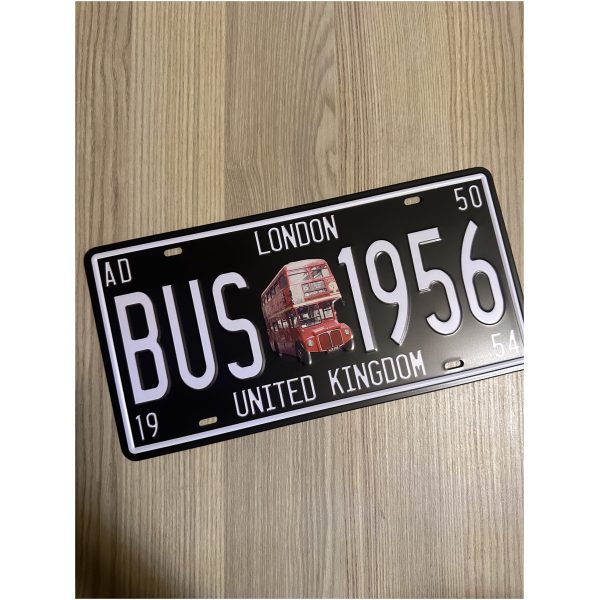 AD LONDON 50
BUS 1956
19 UNITED KINGDOM 54